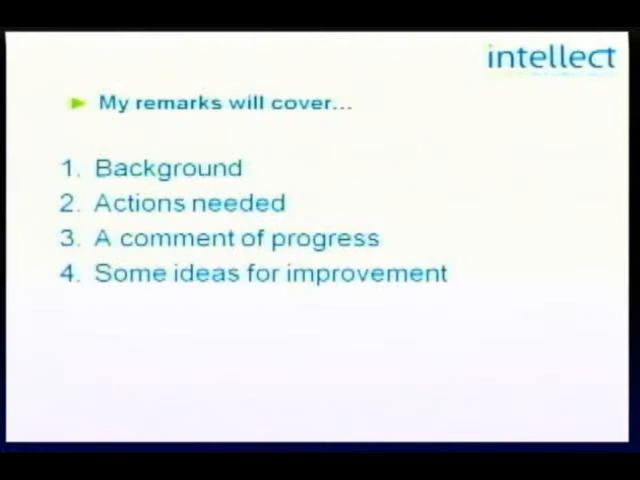 intellect
My remarks will cover...
1. Background
2. Actions needed
3. A comment of progress
4. Some ideas for improvement